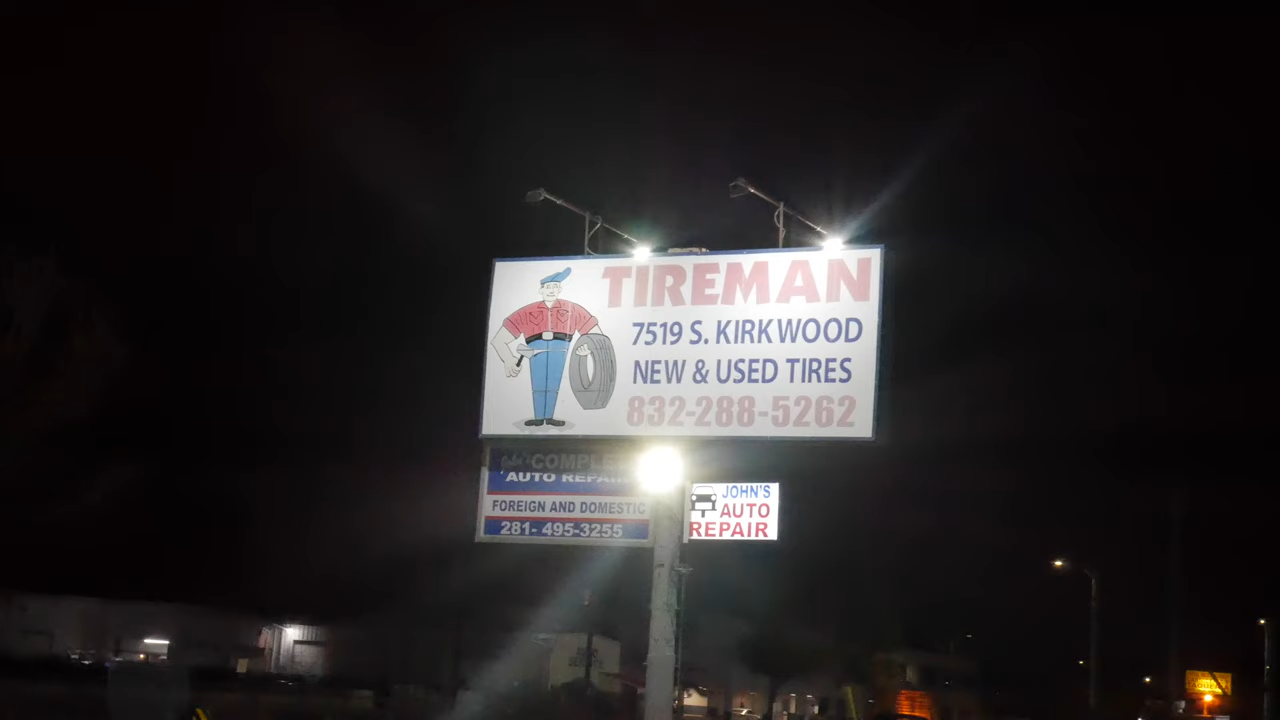 TIREMAN
7519 S. KIRKWOOD
NEW & USED TIRES
832-288-5262
AUTO REPAIR
FOREIGN AND DOMESTIC
281-495-3255
JOHN'S
AUTO
REPAIR